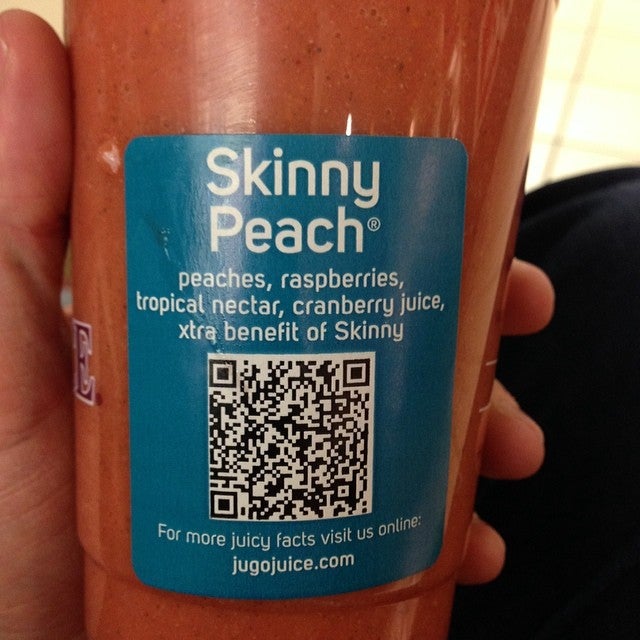 Skinny
Peach®
peaches, raspberries,
tropical nectar, cranberry juice,
xtra benefit of Skinny
E
For more juicy facts visit us online:
jugojuice.com